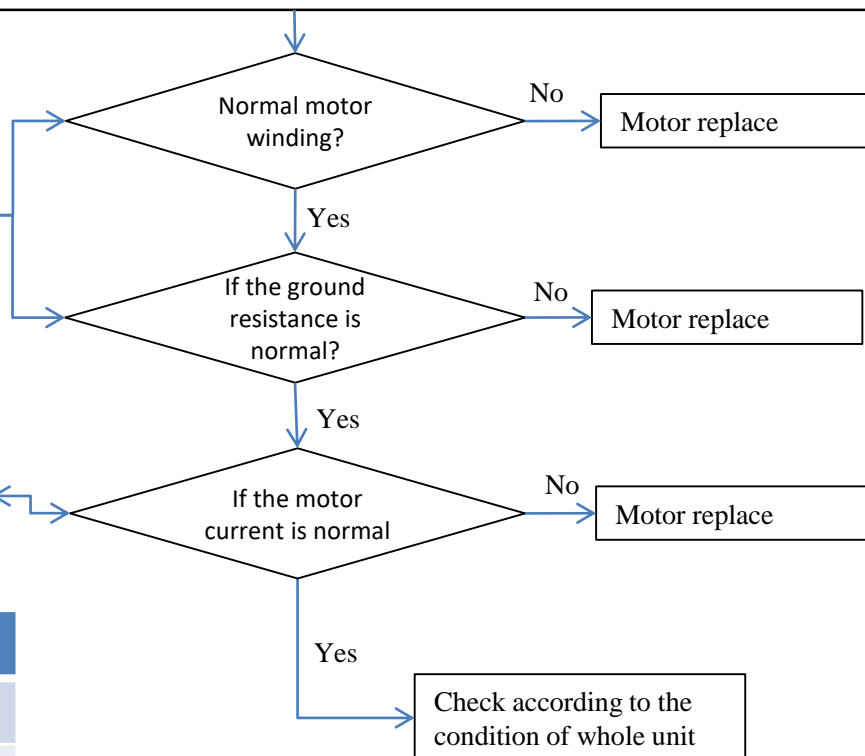 Normal motor
winding?
No
Motor replace
Yes
If the ground
resistance is
normal?
No
Motor replace
Yes
If the motor
current is normal
No
Motor replace
Yes
Check according to the
condition of whole unit